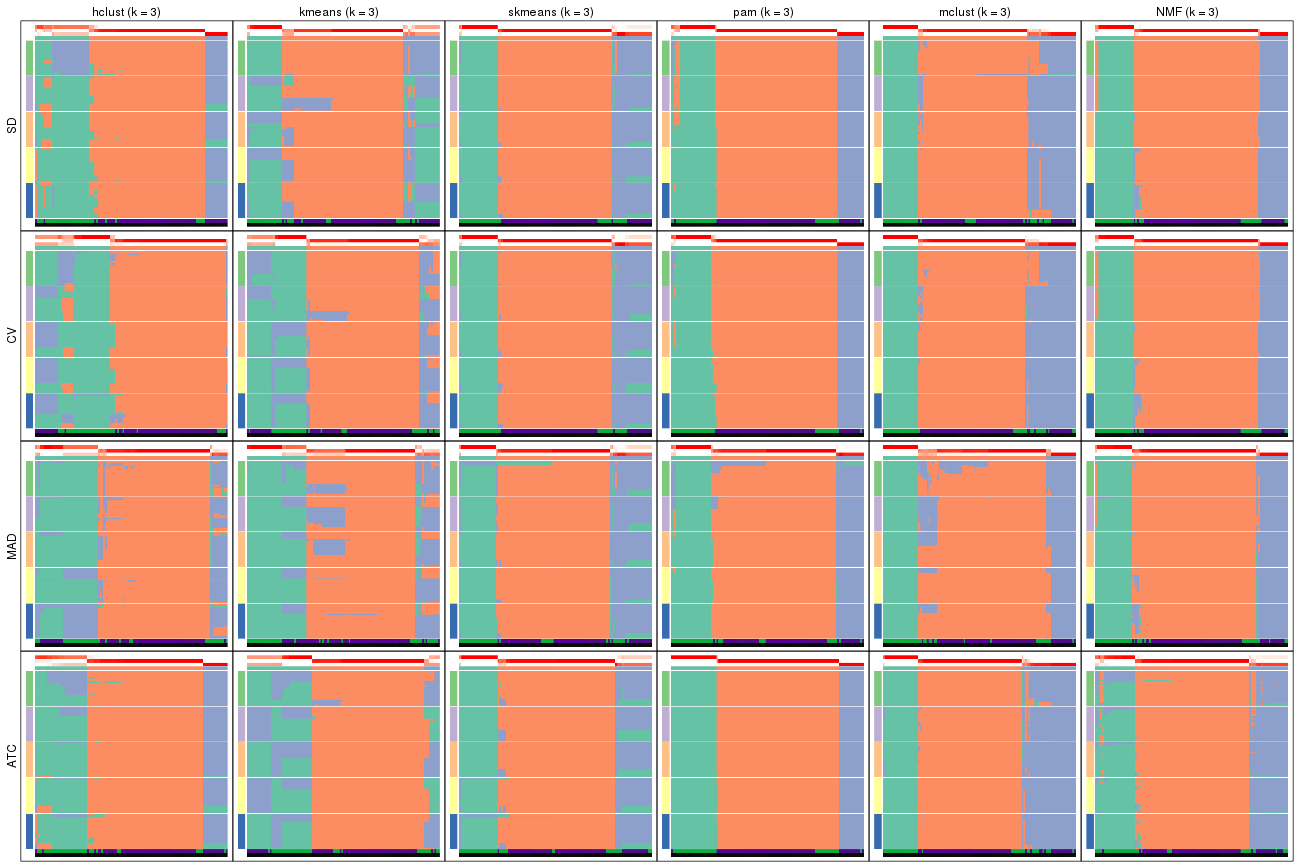 hclust (k = 3) kmeans (k = 3) skmeans (k = 3) pam (k = 3) mclust (k = 3) NMF (k = 3)
SD
CV
MAD
ATC